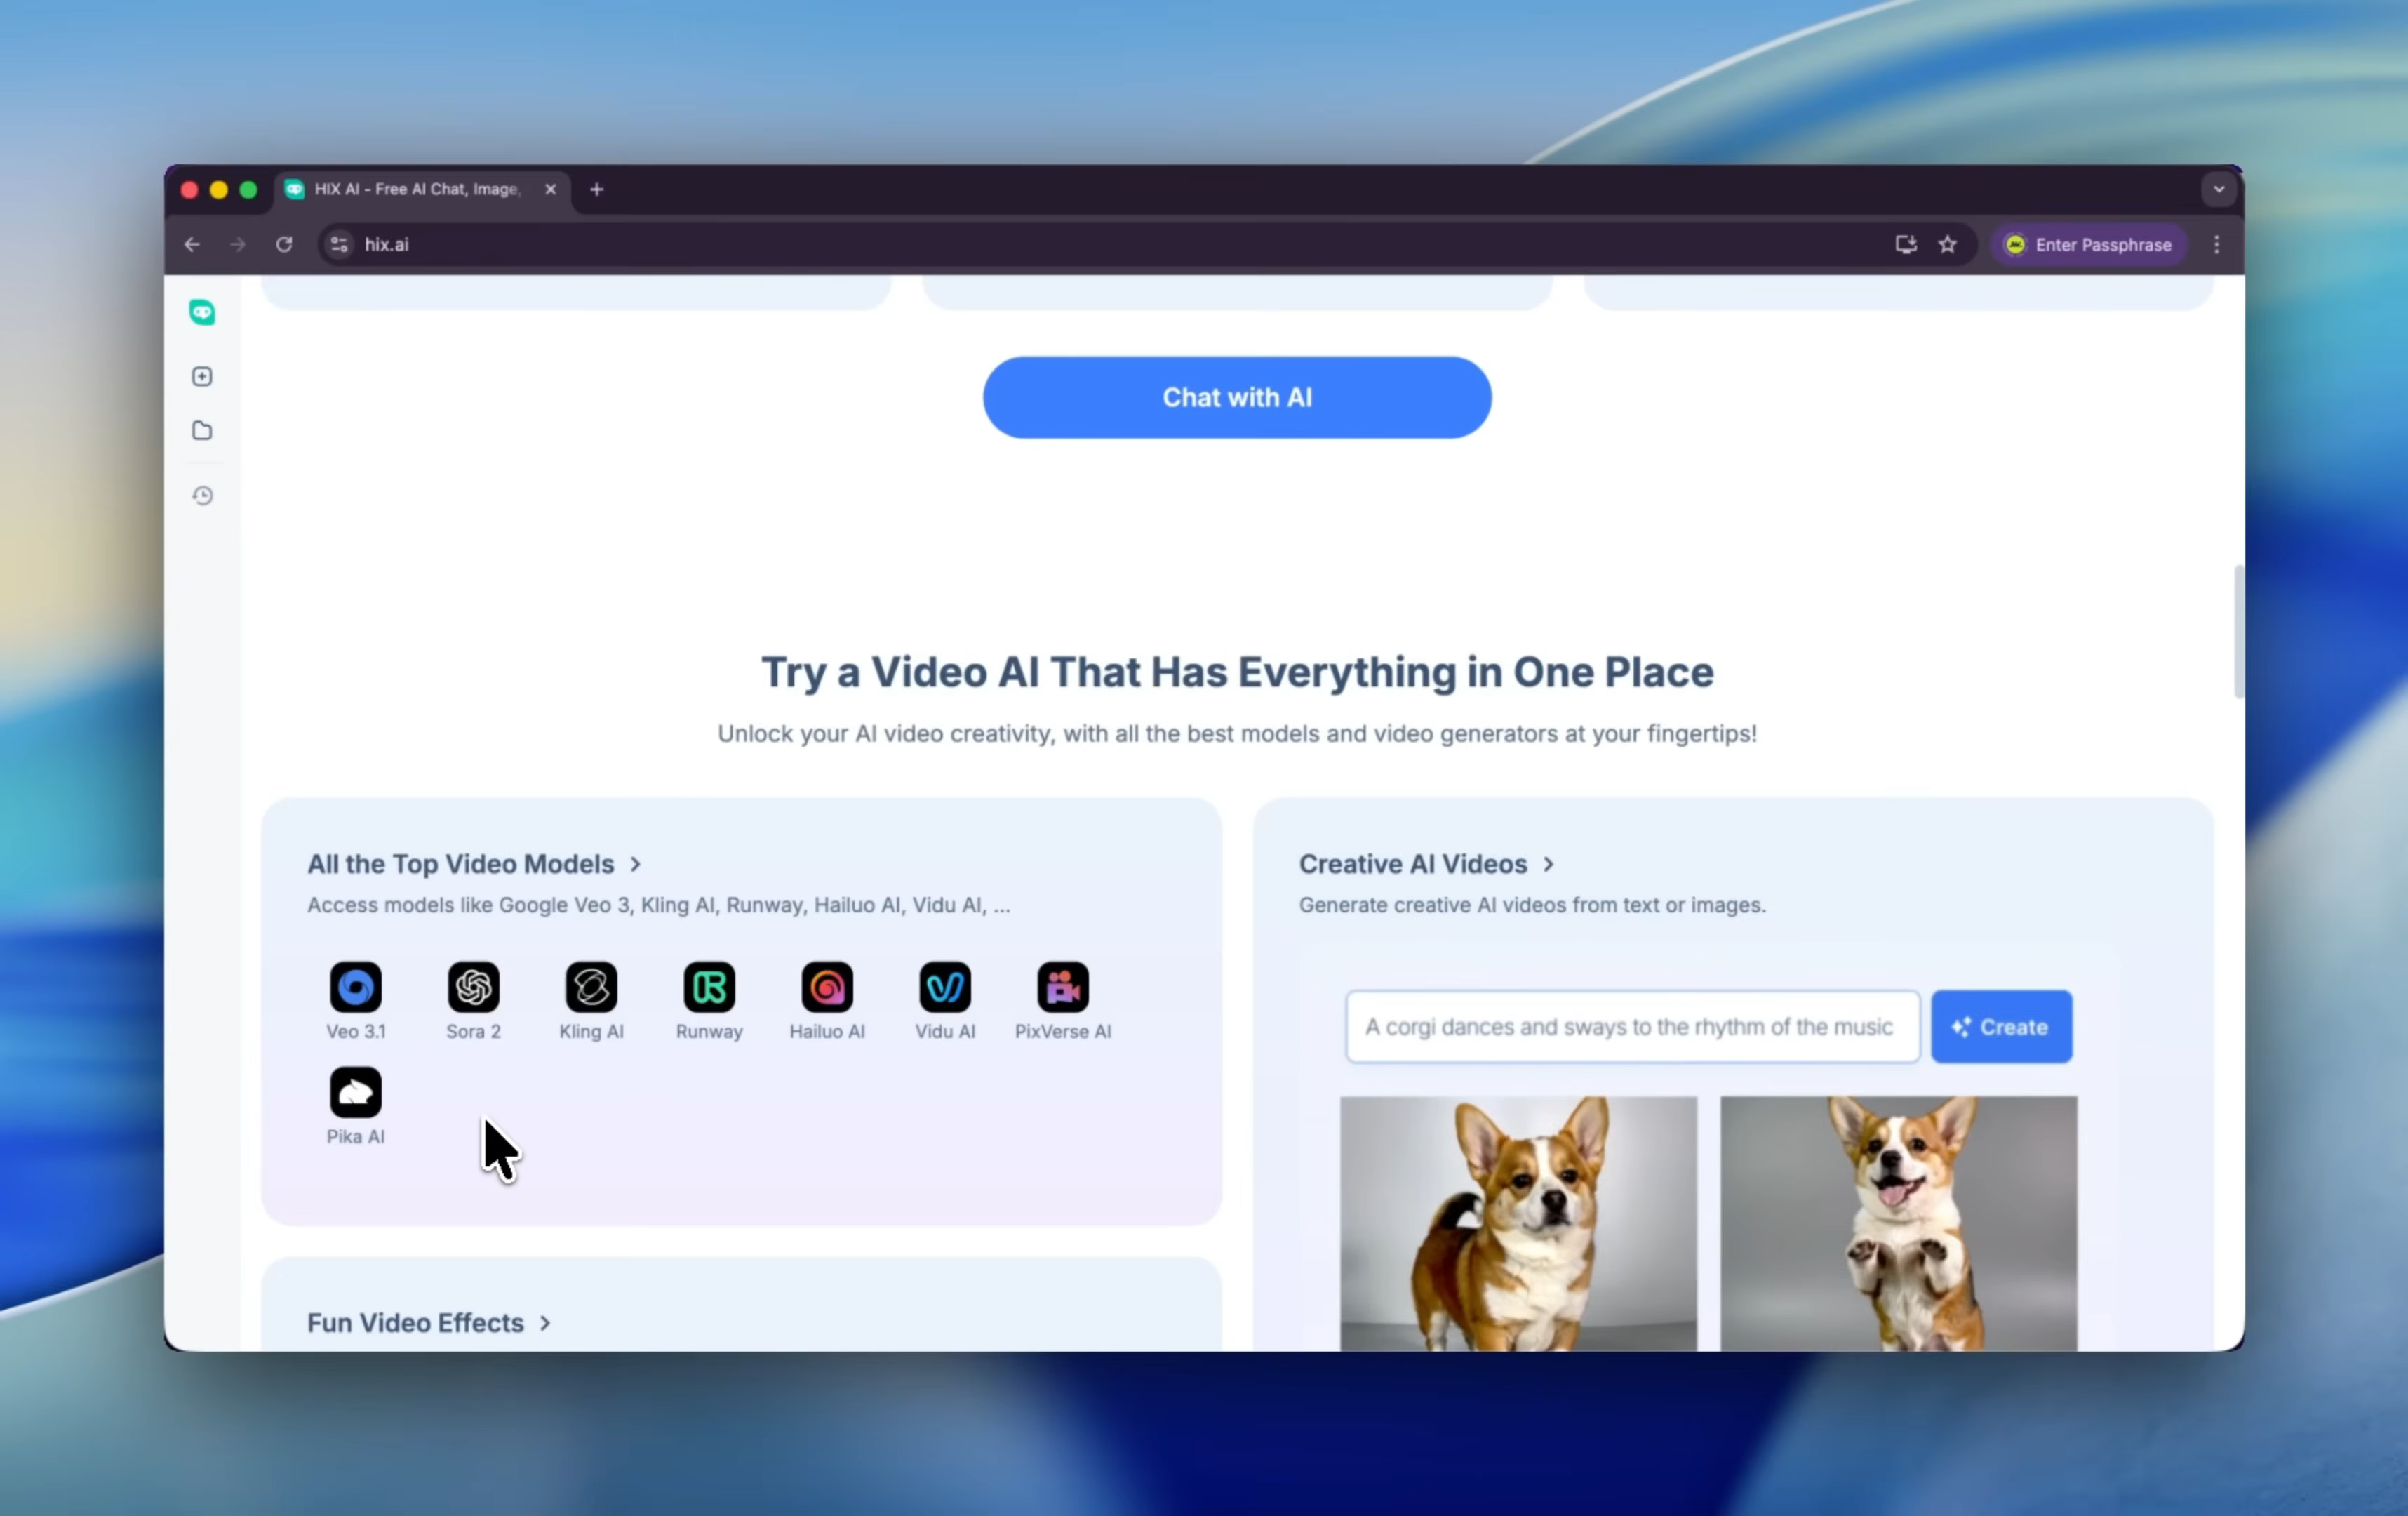 HIX AI - Free AI Chat, Image,
hix.ai
Enter Passphrase
Chat with AI
Try a Video AI That Has Everything in One Place
Unlock your AI video creativity, with all the best models and video generators at your fingertips!
All the Top Video Models
Access models like Google Veo 3, Kling AI, Runway, Hailuo AI, Vidu AI, ...
Veo 3.1
Sora 2
Kling AI
Runway
Hailuo AI
Vidu AI
PixVerse AI
Pika AI
Fun Video Effects
Creative AI Videos
Generate creative AI videos from text or images.
A corgi dances and sways to the rhythm of the music
Create